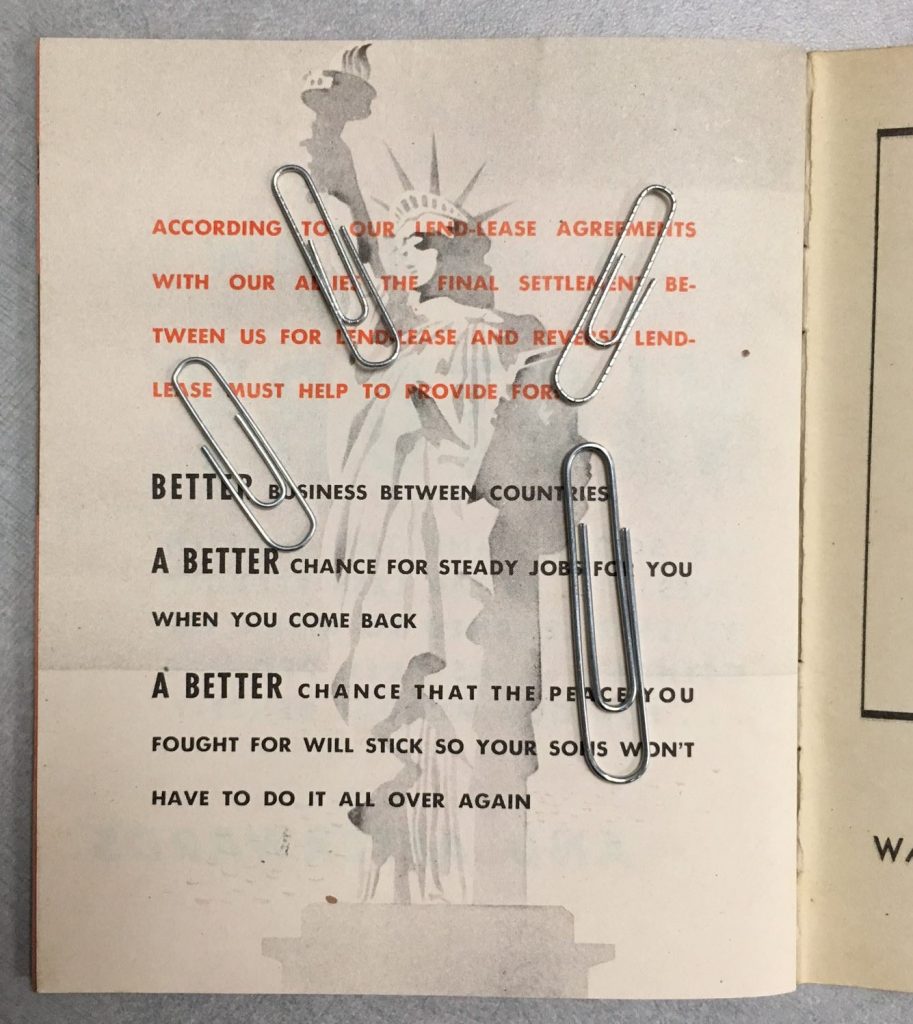 ACCORDING TO OUR LEND-LEASE AGREEMENTS
WITH OUR ALLIES THE FINAL SETTLEMENT BE-
TWEEN US FOR LEND-LEASE AND REVERSE LEND-
LEASE MUST HELP TO PROVIDE FOR:
BETTER BUSINESS BETWEEN COUNTRIES
A BETTER CHANCE FOR STEADY JOBS FOR YOU
WHEN YOU COME BACK
A BETTER CHANCE THAT THE PEACE YOU
FOUGHT FOR WILL STICK SO YOUR SONS WON'T
HAVE TO DO IT ALL OVER AGAIN